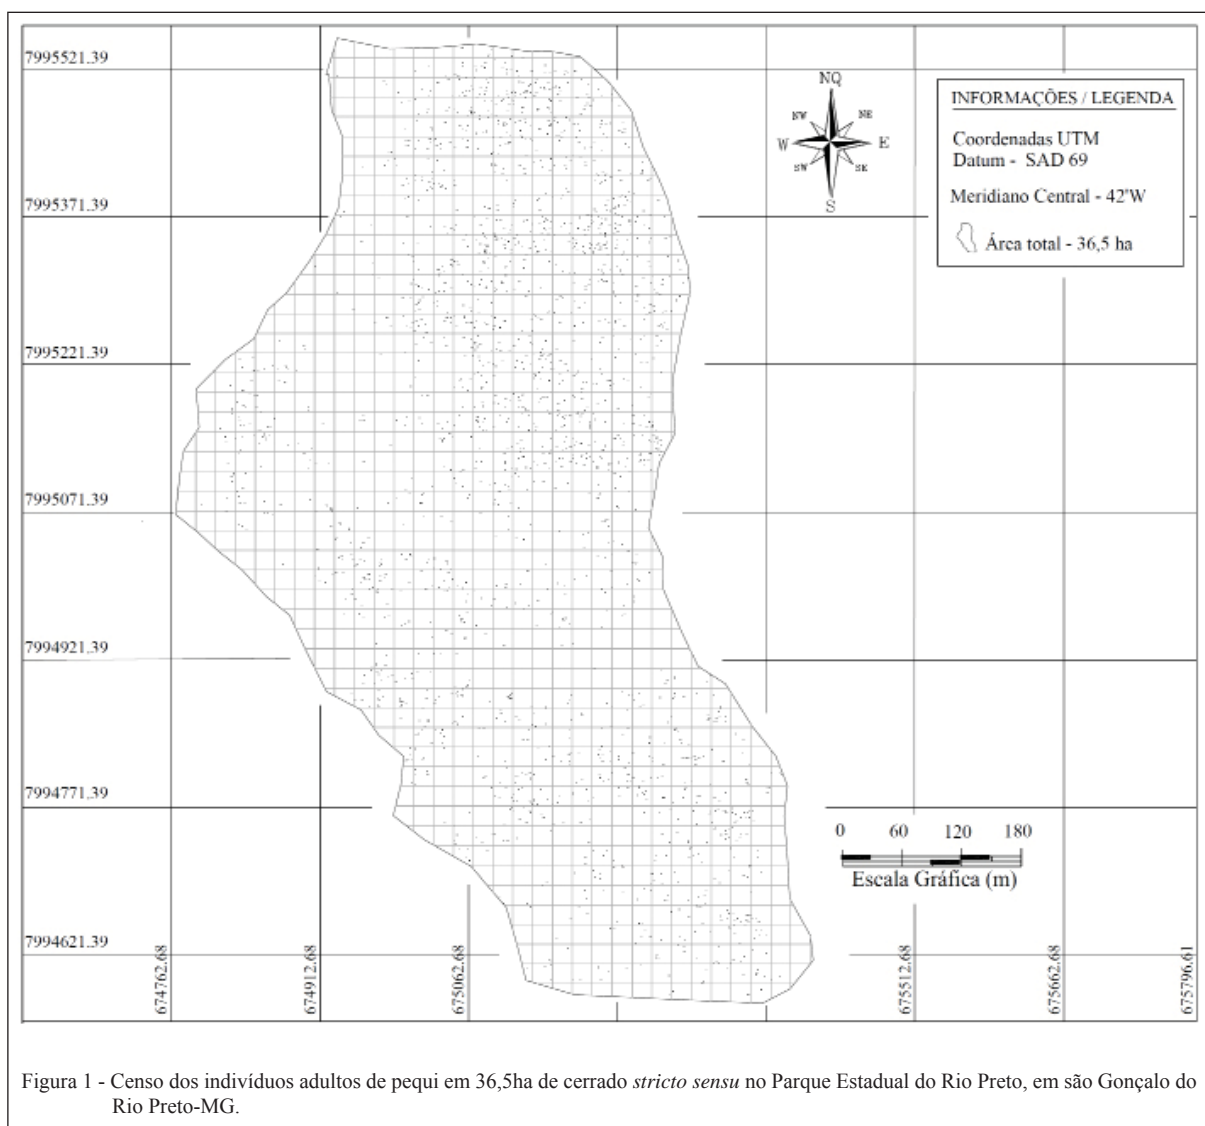 7995521.39
7995371.39
7995221.39
7995071.39
7994921.39
7994771.39
7994621.39
674762.68
674912.68
675062.68
675512.68
675662.68
675796.61
NQ
NW
NE
W
E
SW
SE
S
INFORMAÇÕES / LEGENDA
Coordenadas UTM
Datum - SAD 69
Meridiano Central - 42°W
Área total - 36,5 ha
0 60 120 180
Escala Gráfica (m)
Figura 1 - Censo dos indivíduos adultos de pequi em 36,5ha de cerrado stricto sensu no Parque Estadual do Rio Preto, em são Gonçalo do
Rio Preto-MG.